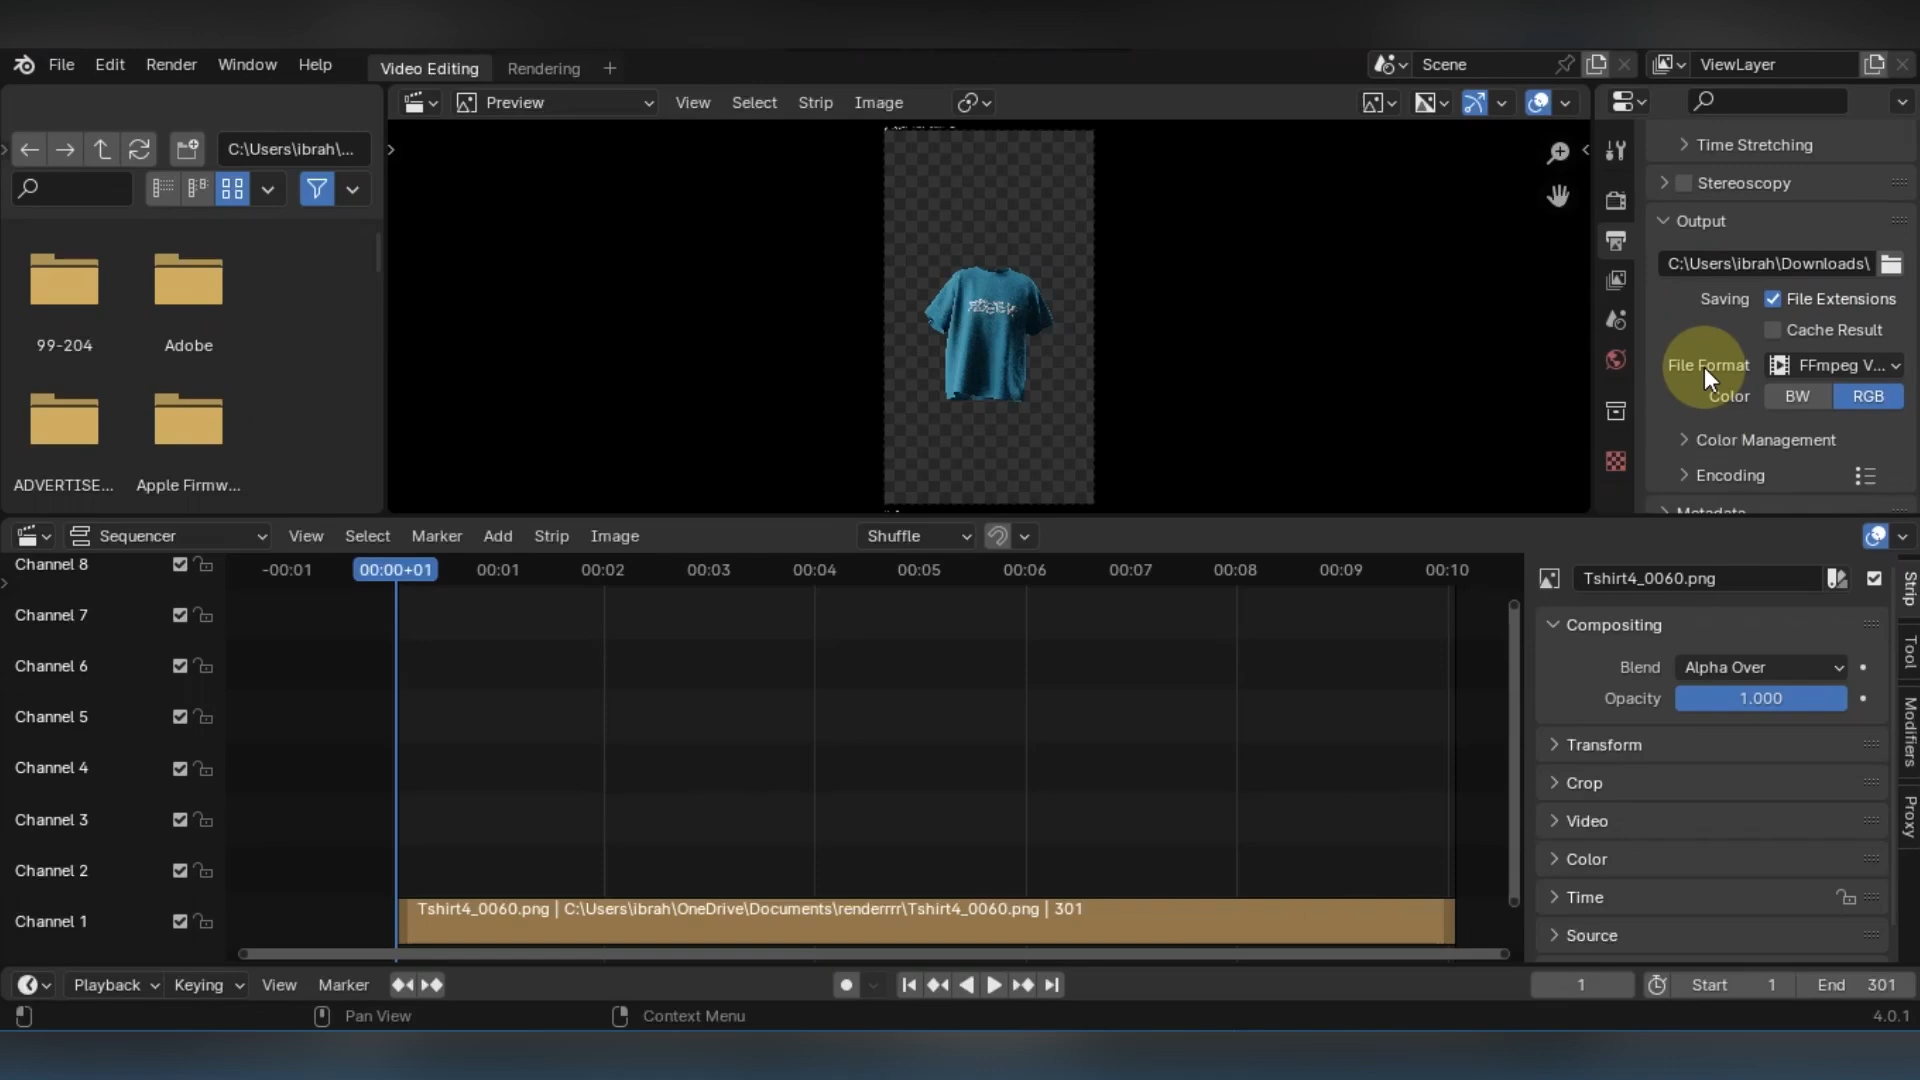 File Edit Render Window Help Video Editing Rendering + Scene ViewLayer
Preview View Select Strip Image
C:\Users\ibrah\...
99-204 Adobe
ADVERTISE... Apple Firmw...
Time Stretching
Stereoscopy
Output
C:\Users\ibrah\Downloads\
Saving File Extensions
Cache Result
File Format FFmpeg V...
Color BW RGB
Color Management
Encoding
Metadata
Sequencer View Select Marker Add Strip Image Shuffle
-00:01 00:00+01 00:01 00:02 00:03 00:04 00:05 00:06 00:07 00:08 00:09 00:10
Channel 8
Channel 7
Channel 6
Channel 5
Channel 4
Channel 3
Channel 2
Channel 1
Tshirt4_0060.png | C:\Users\ibrah\OneDrive\Documents\renderrrr\Tshirt4_0060.png | 301
Tshirt4_0060.png
Compositing
Blend Alpha Over
Opacity 1.000
Transform
Crop
Video
Color
Time
Source
Strip
Tool
Modifiers
Proxy
Playback Keying View Marker 1 Start 1 End 301
Pan View Context Menu 4.0.1